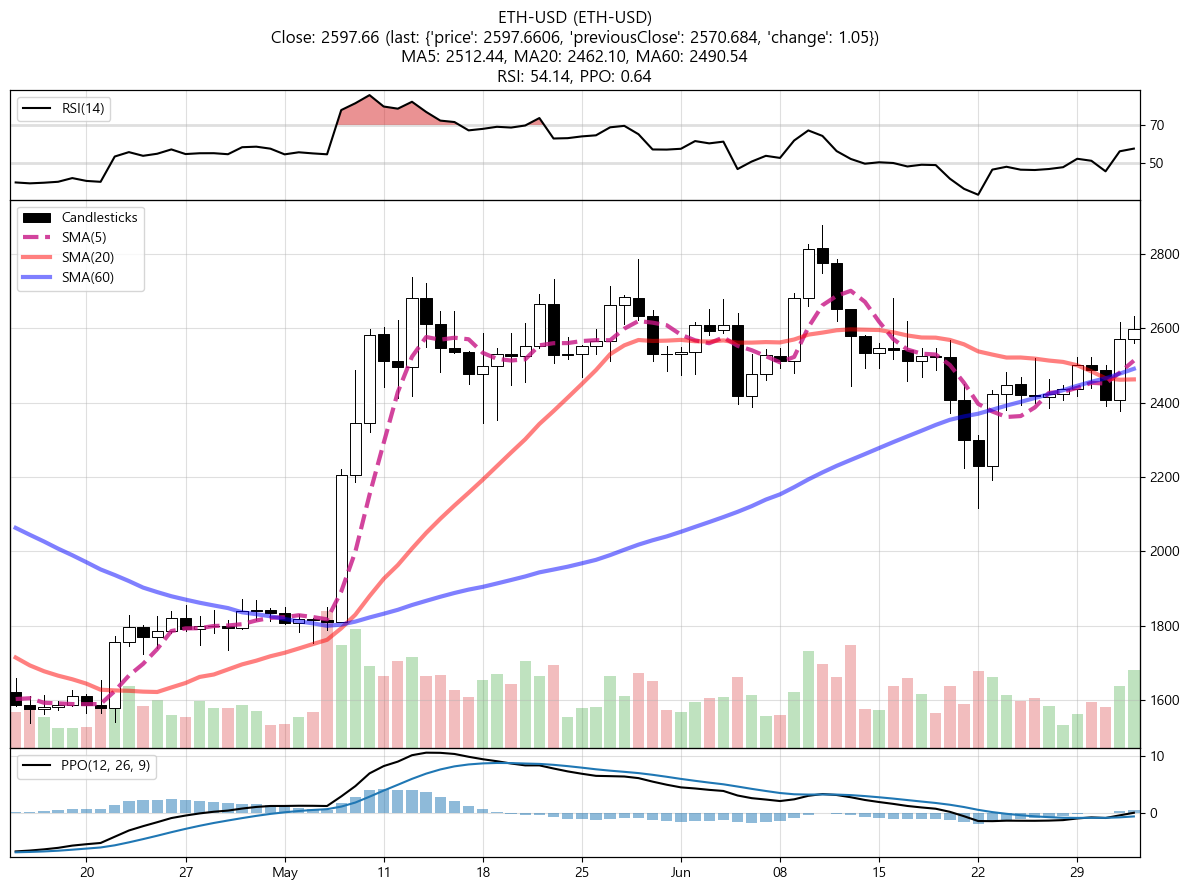 ETH-USD (ETH-USD)
Close: 2597.66 (last: {'price': 2597.6606, 'previousClose': 2570.684, 'change': 1.05})
MA5: 2512.44, MA20: 2462.10, MA60: 2490.54
RSI: 54.14, PPO: 0.64
RSI(14)
70
50
Candlesticks
SMA(5)
SMA(20)
SMA(60)
2800
2600
2400
2200
2000
1800
1600
PPO(12, 26, 9)
10
0
20 27 May 11 18 25 Jun 08 15 22 29